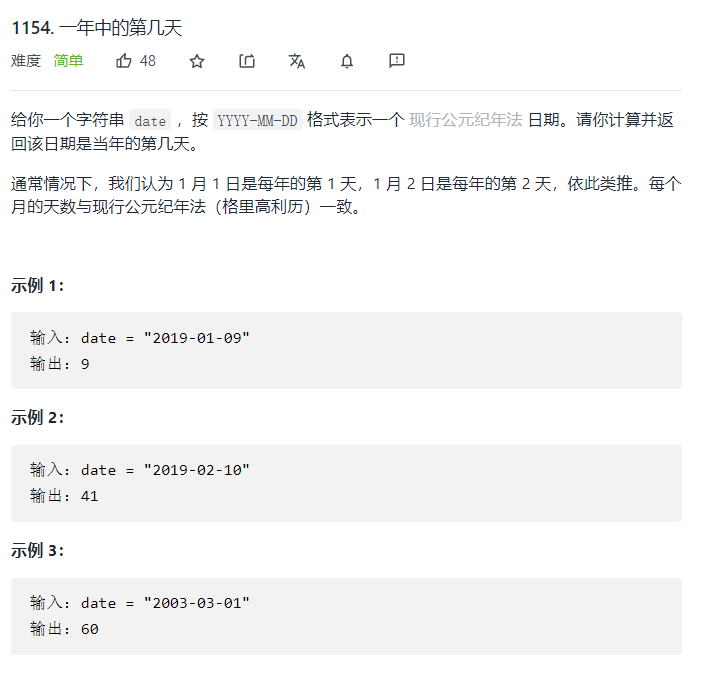 1154. 一年中的第几天
难度 简单 48
给你一个字符串 date ，按 YYYY-MM-DD 格式表示一个 现行公元纪年法 日期。请你计算并返
回该日期是当年的第几天。
通常情况下，我们认为 1 月 1 日是每年的第 1 天，1 月 2 日是每年的第 2 天，依此类推。每个
月的天数与现行公元纪年法（格里高利历）一致。
示例 1：
输入：date = "2019-01-09"
输出：9
示例 2：
输入：date = "2019-02-10"
输出：41
示例 3：
输入：date = "2003-03-01"
输出：60